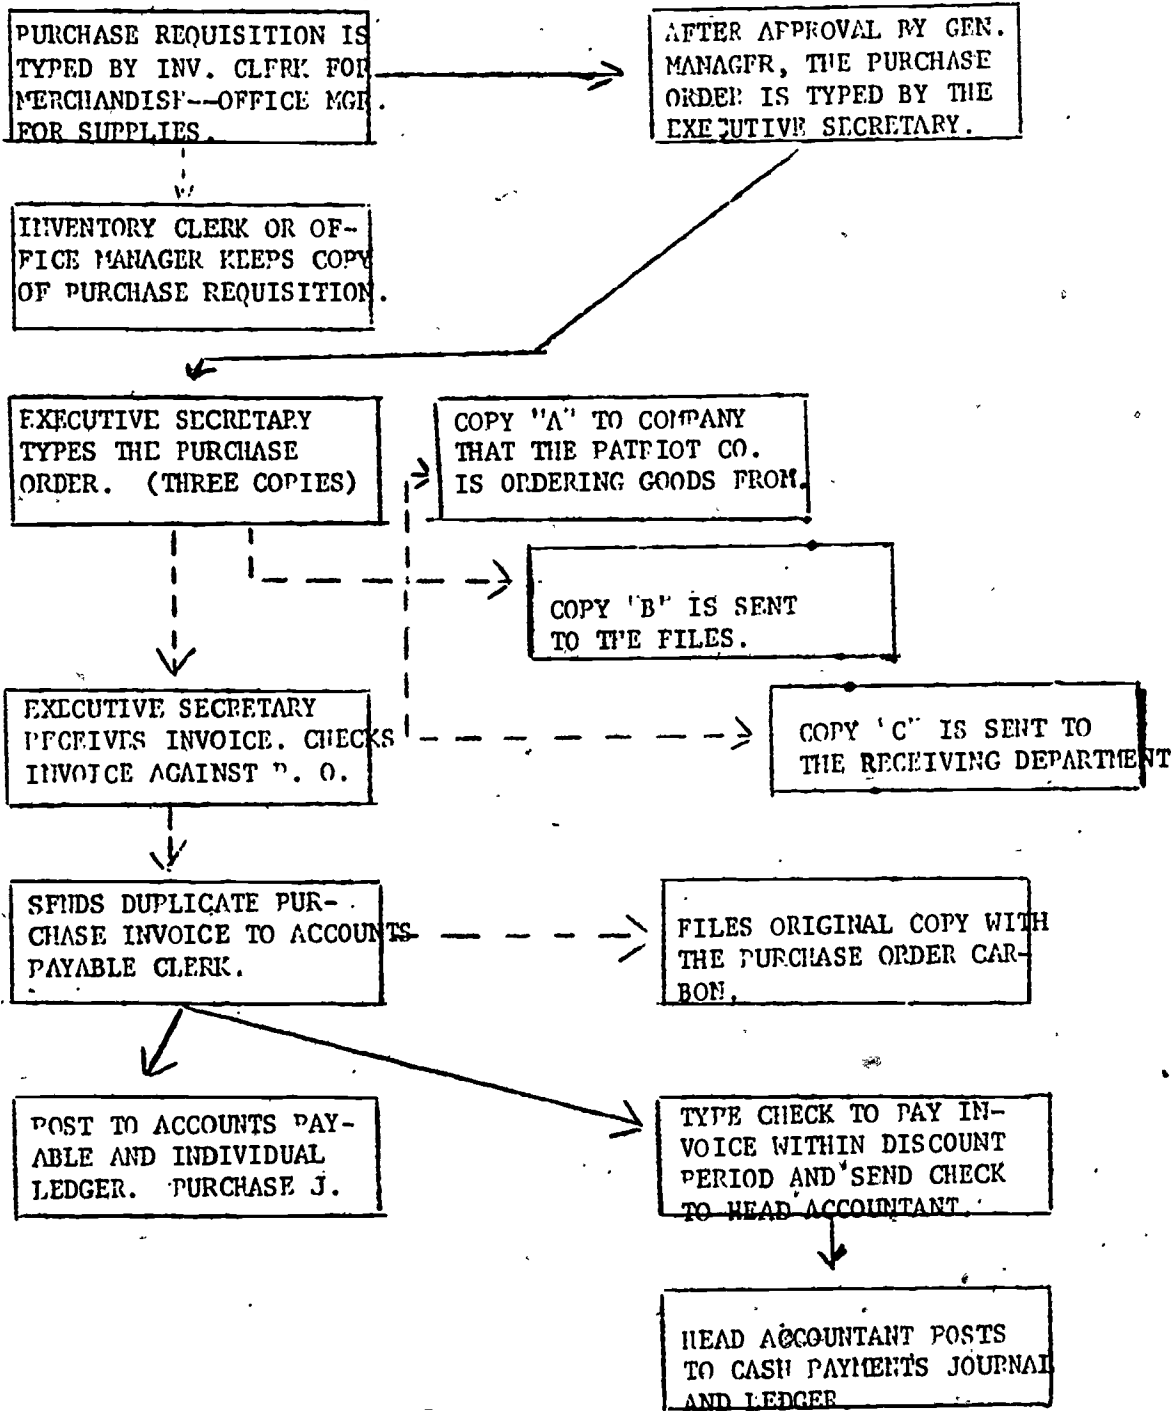 PURCHASE REQUISITION IS
TYPED BY INV. CLERK FOR
MERCHANDISE--OFFICE MGR.
FOR SUPPLIES.
AFTER APPROVAL BY GEN.
MANAGER, THE PURCHASE
ORDER IS TYPED BY THE
EXECUTIVE SECRETARY.
INVENTORY CLERK OR OF-
FICE MANAGER KEEPS COPY
OF PURCHASE REQUISITION.
EXECUTIVE SECRETARY
TYPES THE PURCHASE
ORDER. (THREE COPIES)
COPY "A" TO COMPANY
THAT THE PATRIOT CO.
IS ORDERING GOODS FROM.
COPY "B" IS SENT
TO THE FILES.
EXECUTIVE SECRETARY
RECEIVES INVOICE. CHECKS
INVOICE AGAINST P. O.
COPY "C" IS SENT TO
THE RECEIVING DEPARTMENT
SENDS DUPLICATE PUR-
CHASE INVOICE TO ACCOUNTS
PAYABLE CLERK.
FILES ORIGINAL COPY WITH
THE PURCHASE ORDER CAR-
BON.
POST TO ACCOUNTS PAY-
ABLE AND INDIVIDUAL
LEDGER. PURCHASE J.
TYPE CHECK TO PAY IN-
VOICE WITHIN DISCOUNT
PERIOD AND SEND CHECK
TO HEAD ACCOUNTANT.
HEAD ACCOUNTANT POSTS
TO CASH PAYMENTS JOURNAL
AND LEDGER